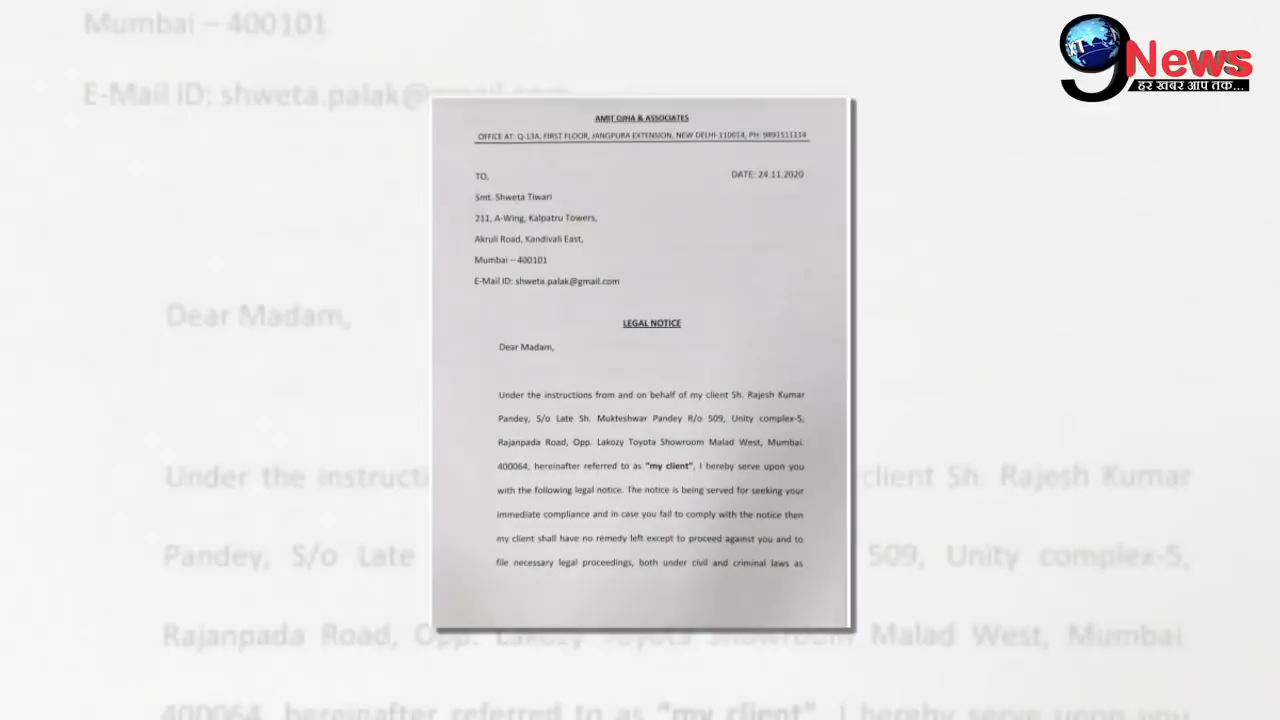 Mumbai – 400101
E-Mail ID: shweta.palak@
XT 9 News
हर खबर आप तक...
AMIT OJHA & ASSOCIATES
OFFICE AT: Q-13A, FIRST FLOOR, JANGPURA EXTENSION, NEW DELHI-110014, PH: 9891511114
TO,
DATE: 24.11.2020
Smt. Shweta Tiwari
211, A-Wing, Kalpatru Towers,
Akruli Road, Kandivali East,
Mumbai – 400101
E-Mail ID: shweta.palak@gmail.com
LEGAL NOTICE
Dear Madam,
Under the instructions from and on behalf of my client Sh. Rajesh Kumar
Pandey, S/o Late Sh. Mukteshwar Pandey R/o 509, Unity complex-5,
Rajanpada Road, Opp. Lakozy Toyota Showroom Malad West, Mumbai.
400064, hereinafter referred to as "my client", I hereby serve upon you
with the following legal notice. The notice is being served for seeking your
immediate compliance and in case you fail to comply with the notice then
my client shall have no remedy left except to proceed against you and to
file necessary legal proceedings, both under civil and criminal laws as
Dear Madam,
Under the instructi client Sh. Rajesh Kumar
Pandey, S/o Late 509, Unity complex-5,
Rajanpada Road, Opp. Lakozy Toyota Showroom Malad West, Mumbai.
400064, hereinafter referred to as "my client", I hereby serve upon you